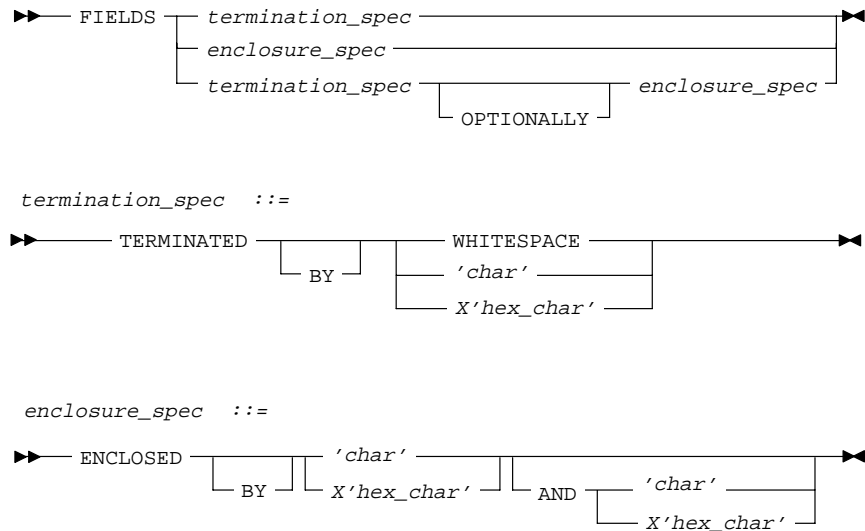 FIELDS termination_spec
enclosure_spec
termination_spec enclosure_spec
OPTIONALLY
termination_spec ::=
TERMINATED WHITESPACE
BY 'char'
X'hex_char'
enclosure_spec ::=
ENCLOSED 'char' 'char'
BY X'hex_char' AND X'hex_char'